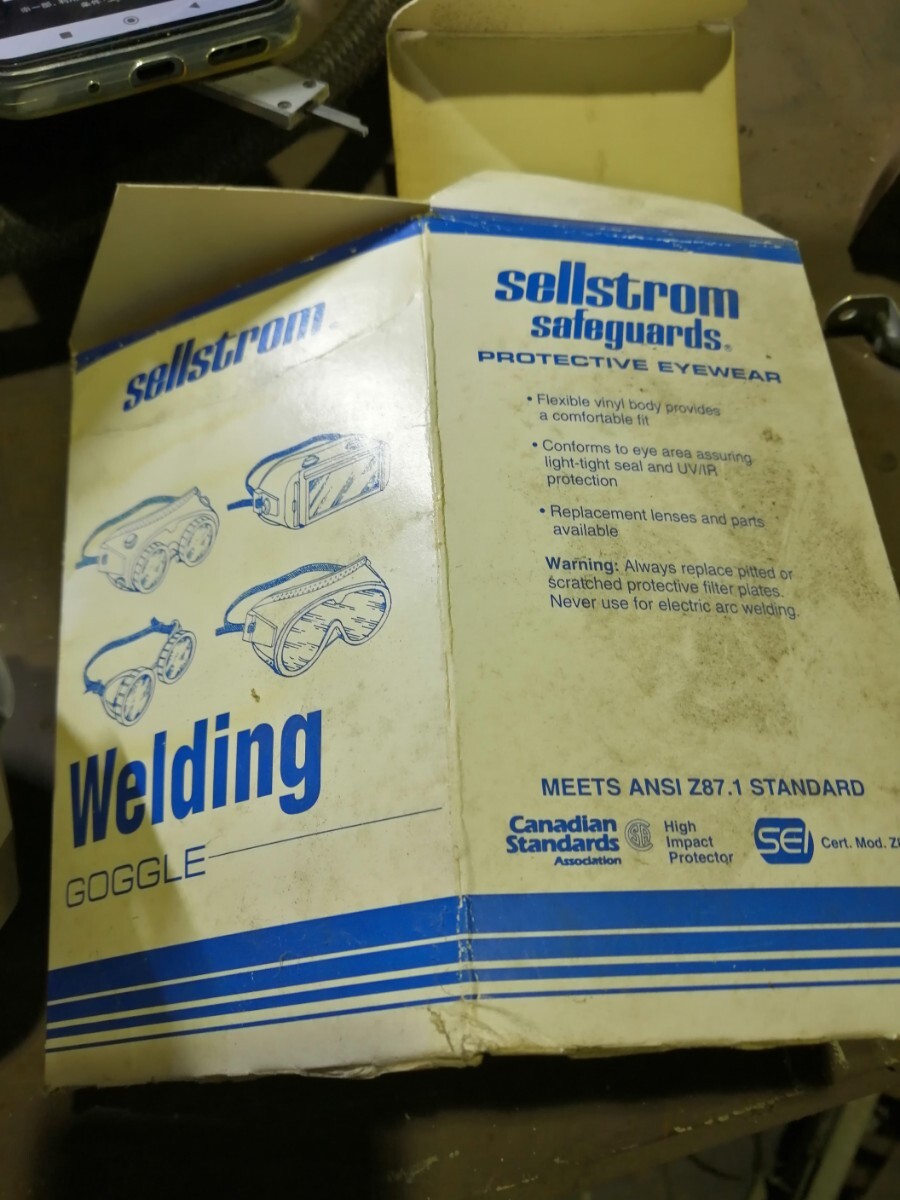 sellstrom
Welding
GOGGLE
sellstrom
safeguards®
PROTECTIVE EYEWEAR
• Flexible vinyl body provides
a comfortable fit
• Conforms to eye area assuring
light-tight seal and UV/IR
protection
• Replacement lenses and parts
available
Warning: Always replace pitted or
scratched protective filter plates.
Never use for electric arc welding.
MEETS ANSI Z87.1 STANDARD
Canadian
Standards
Association
High
Impact
Protector
SEI
Cert. Mod.